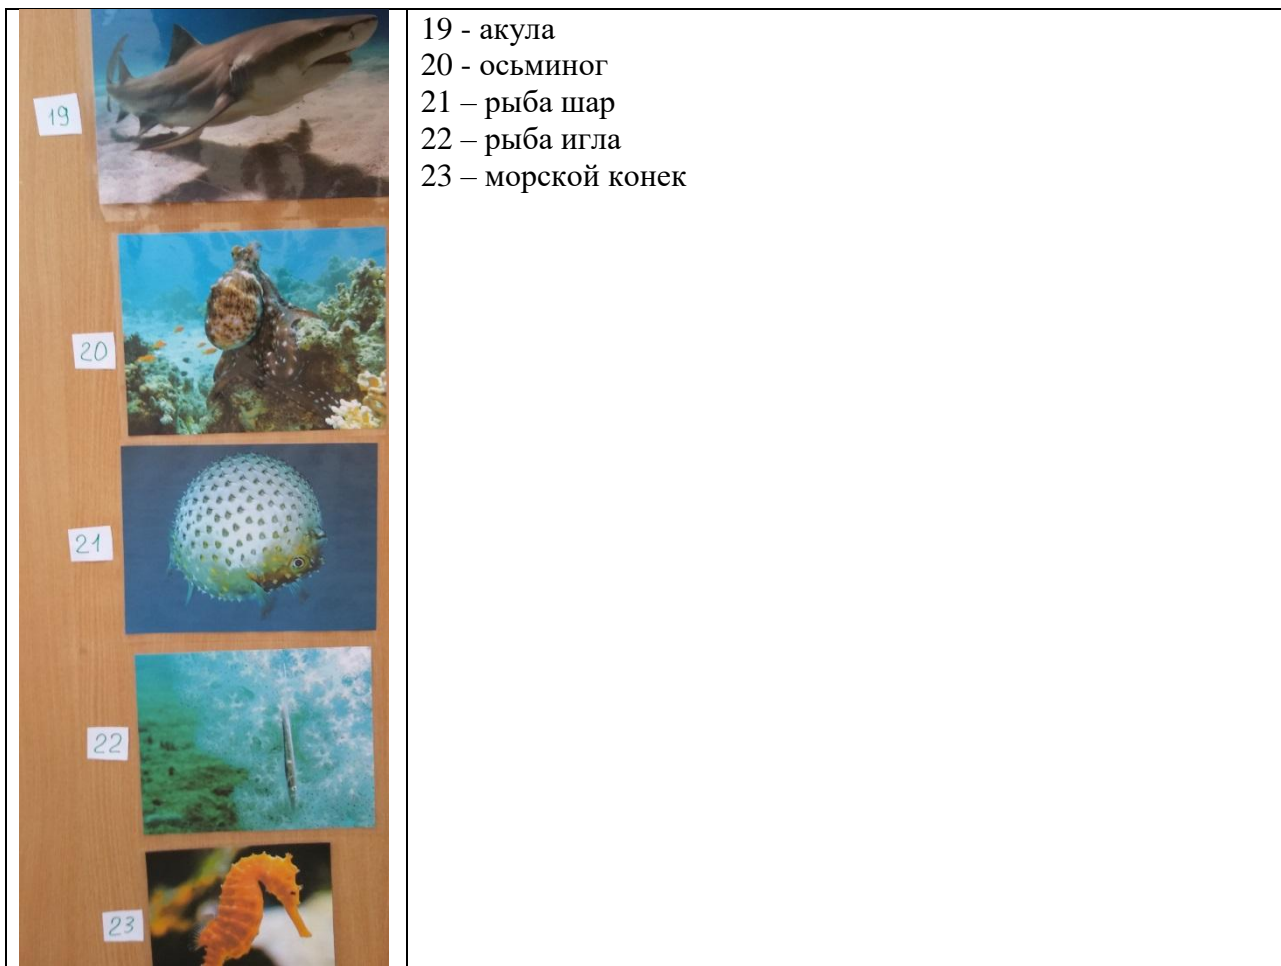 19
20
21
22
23
19 - акула
20 - осьминог
21 – рыба шар
22 – рыба игла
23 – морской конек